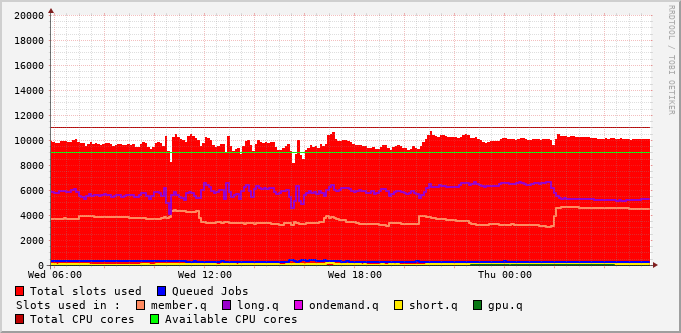 20000
18000
16000
14000
12000
10000
8000
6000
4000
2000
0
Wed 06:00 Wed 12:00 Wed 18:00 Thu 00:00
RRDTOOL / TOBI OETIKER
Total slots used Queued Jobs
Slots used in : member.q long.q ondemand.q short.q gpu.q
Total CPU cores Available CPU cores